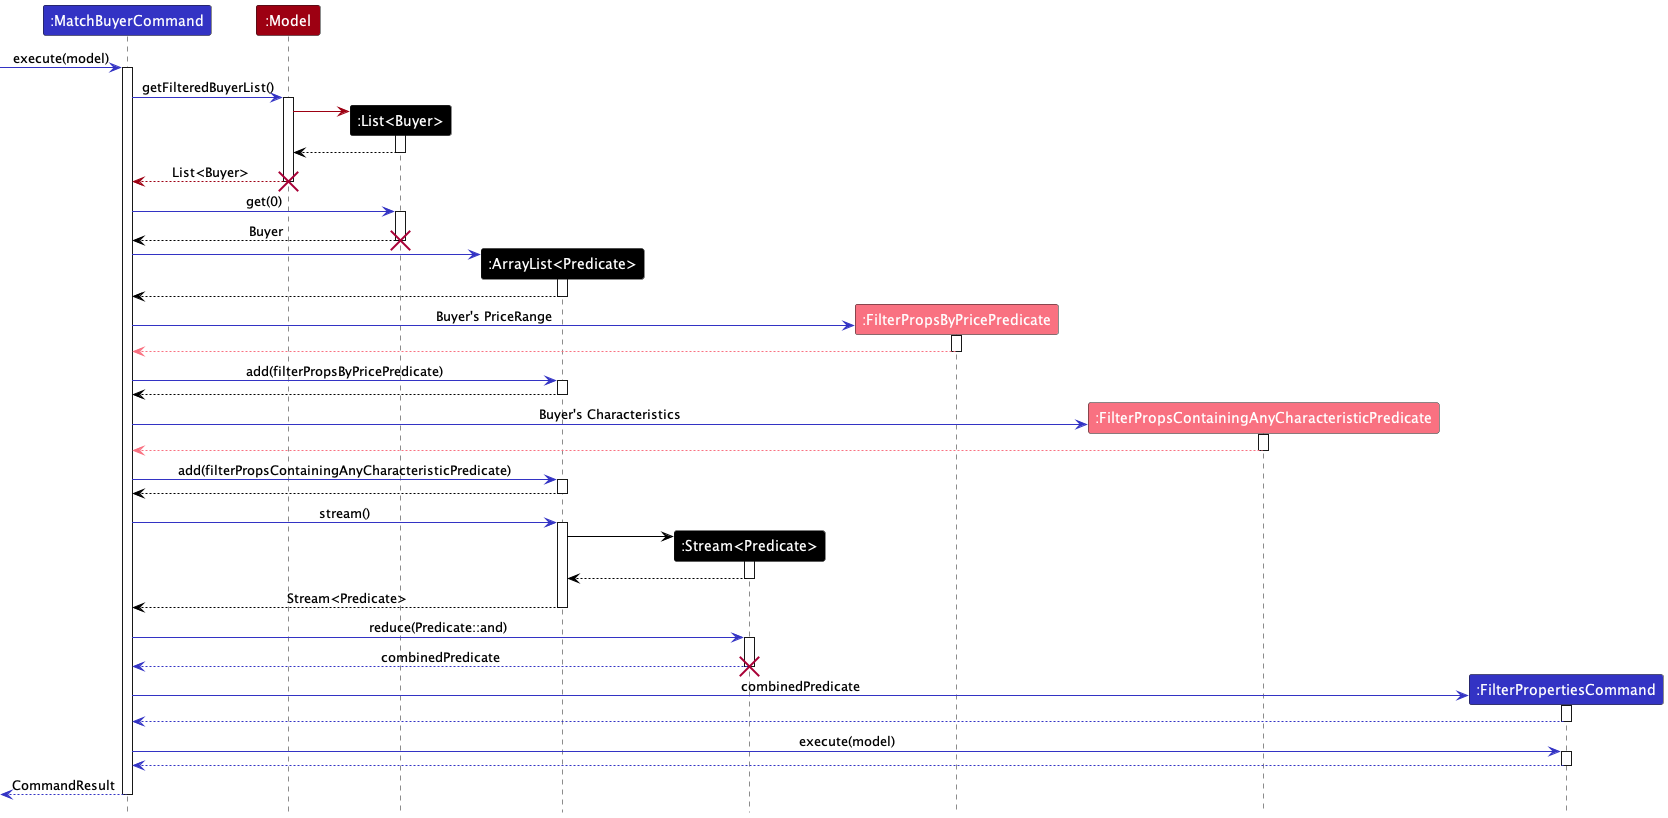 :MatchBuyerCommand
:Model
execute(model)
getFilteredBuyerList()
:List<Buyer>
List<Buyer>
get(0)
Buyer
:ArrayList<Predicate>
Buyer's PriceRange
:FilterPropsByPricePredicate
add(filterPropsByPricePredicate)
Buyer's Characteristics
:FilterPropsContainingAnyCharacteristicPredicate
add(filterPropsContainingAnyCharacteristicPredicate)
stream()
:Stream<Predicate>
Stream<Predicate>
reduce(Predicate::and)
combinedPredicate
combinedPredicate
:FilterPropertiesCommand
execute(model)
CommandResult